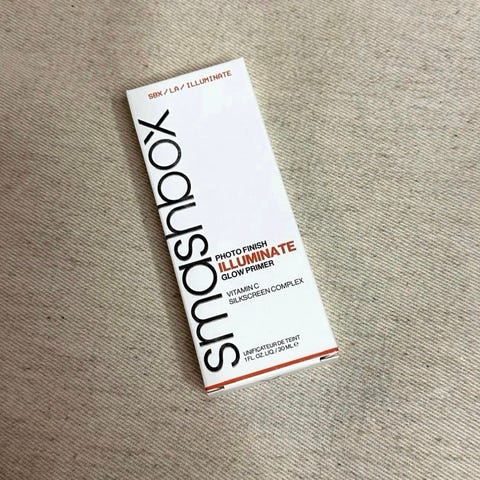 SBX/LA/ILLUMINATE
smashbox
PHOTO FINISH
ILLUMINATE
GLOW PRIMER
VITAMIN C
SILKSCREEN COMPLEX
UNIFICATEUR DE TEINT
1 FL. OZ. LIQ. / 30 ML ℮